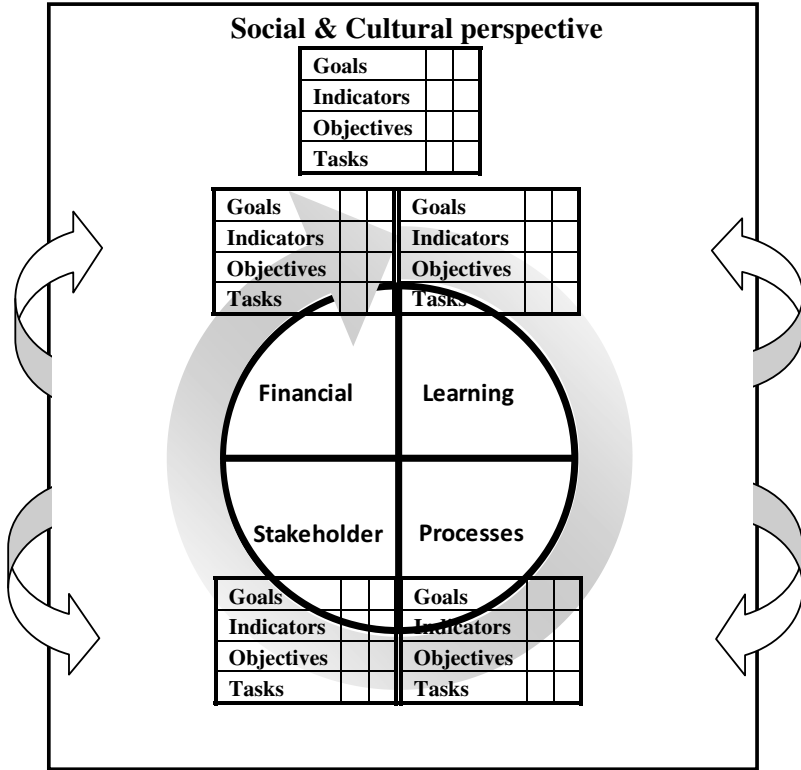 Social & Cultural perspective
Goals
Indicators
Objectives
Tasks
Goals Goals
Indicators Indicators
Objectives Objectives
Tasks Tasks
Financial Learning
Stakeholder Processes
Goals Goals
Indicators Indicators
Objectives Objectives
Tasks Tasks